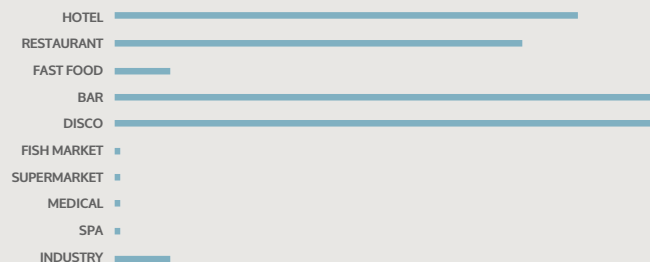 HOTEL
RESTAURANT
FAST FOOD
BAR
DISCO
FISH MARKET
SUPERMARKET
MEDICAL
SPA
INDUSTRY